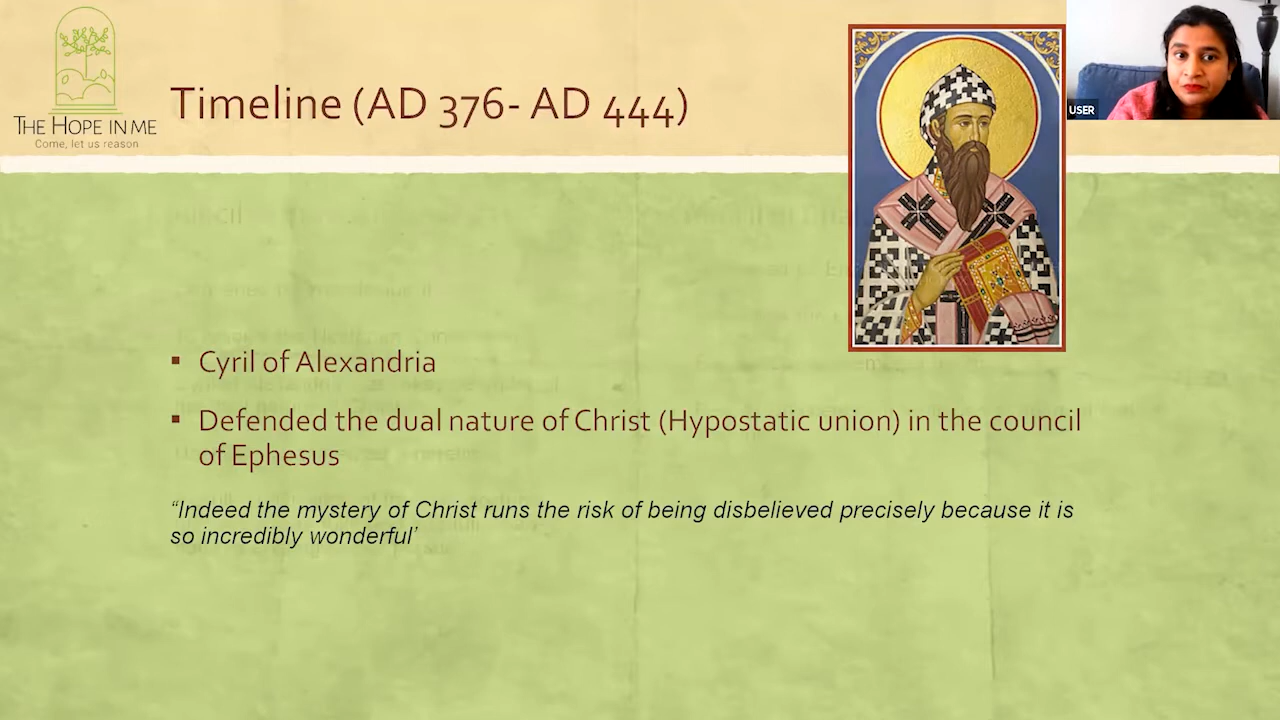 THE HOPE IN ME
Come, let us reason
Timeline (AD 376- AD 444)
USER
▪ Cyril of Alexandria
▪ Defended the dual nature of Christ (Hypostatic union) in the council
of Ephesus
“Indeed the mystery of Christ runs the risk of being disbelieved precisely because it is
so incredibly wonderful’